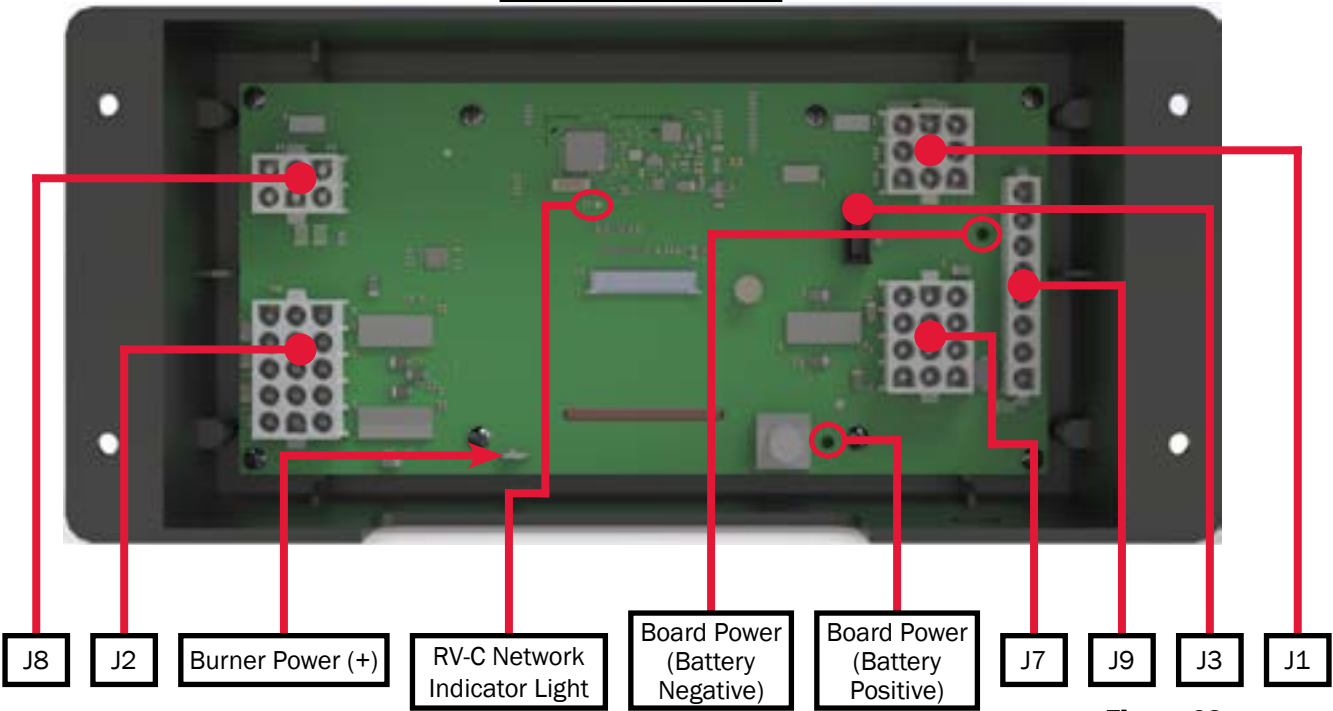 J8
J2
Burner Power (+)
RV-C Network
Indicator Light
Board Power
(Battery
Negative)
Board Power
(Battery
Positive)
J7
J9
J3
J1